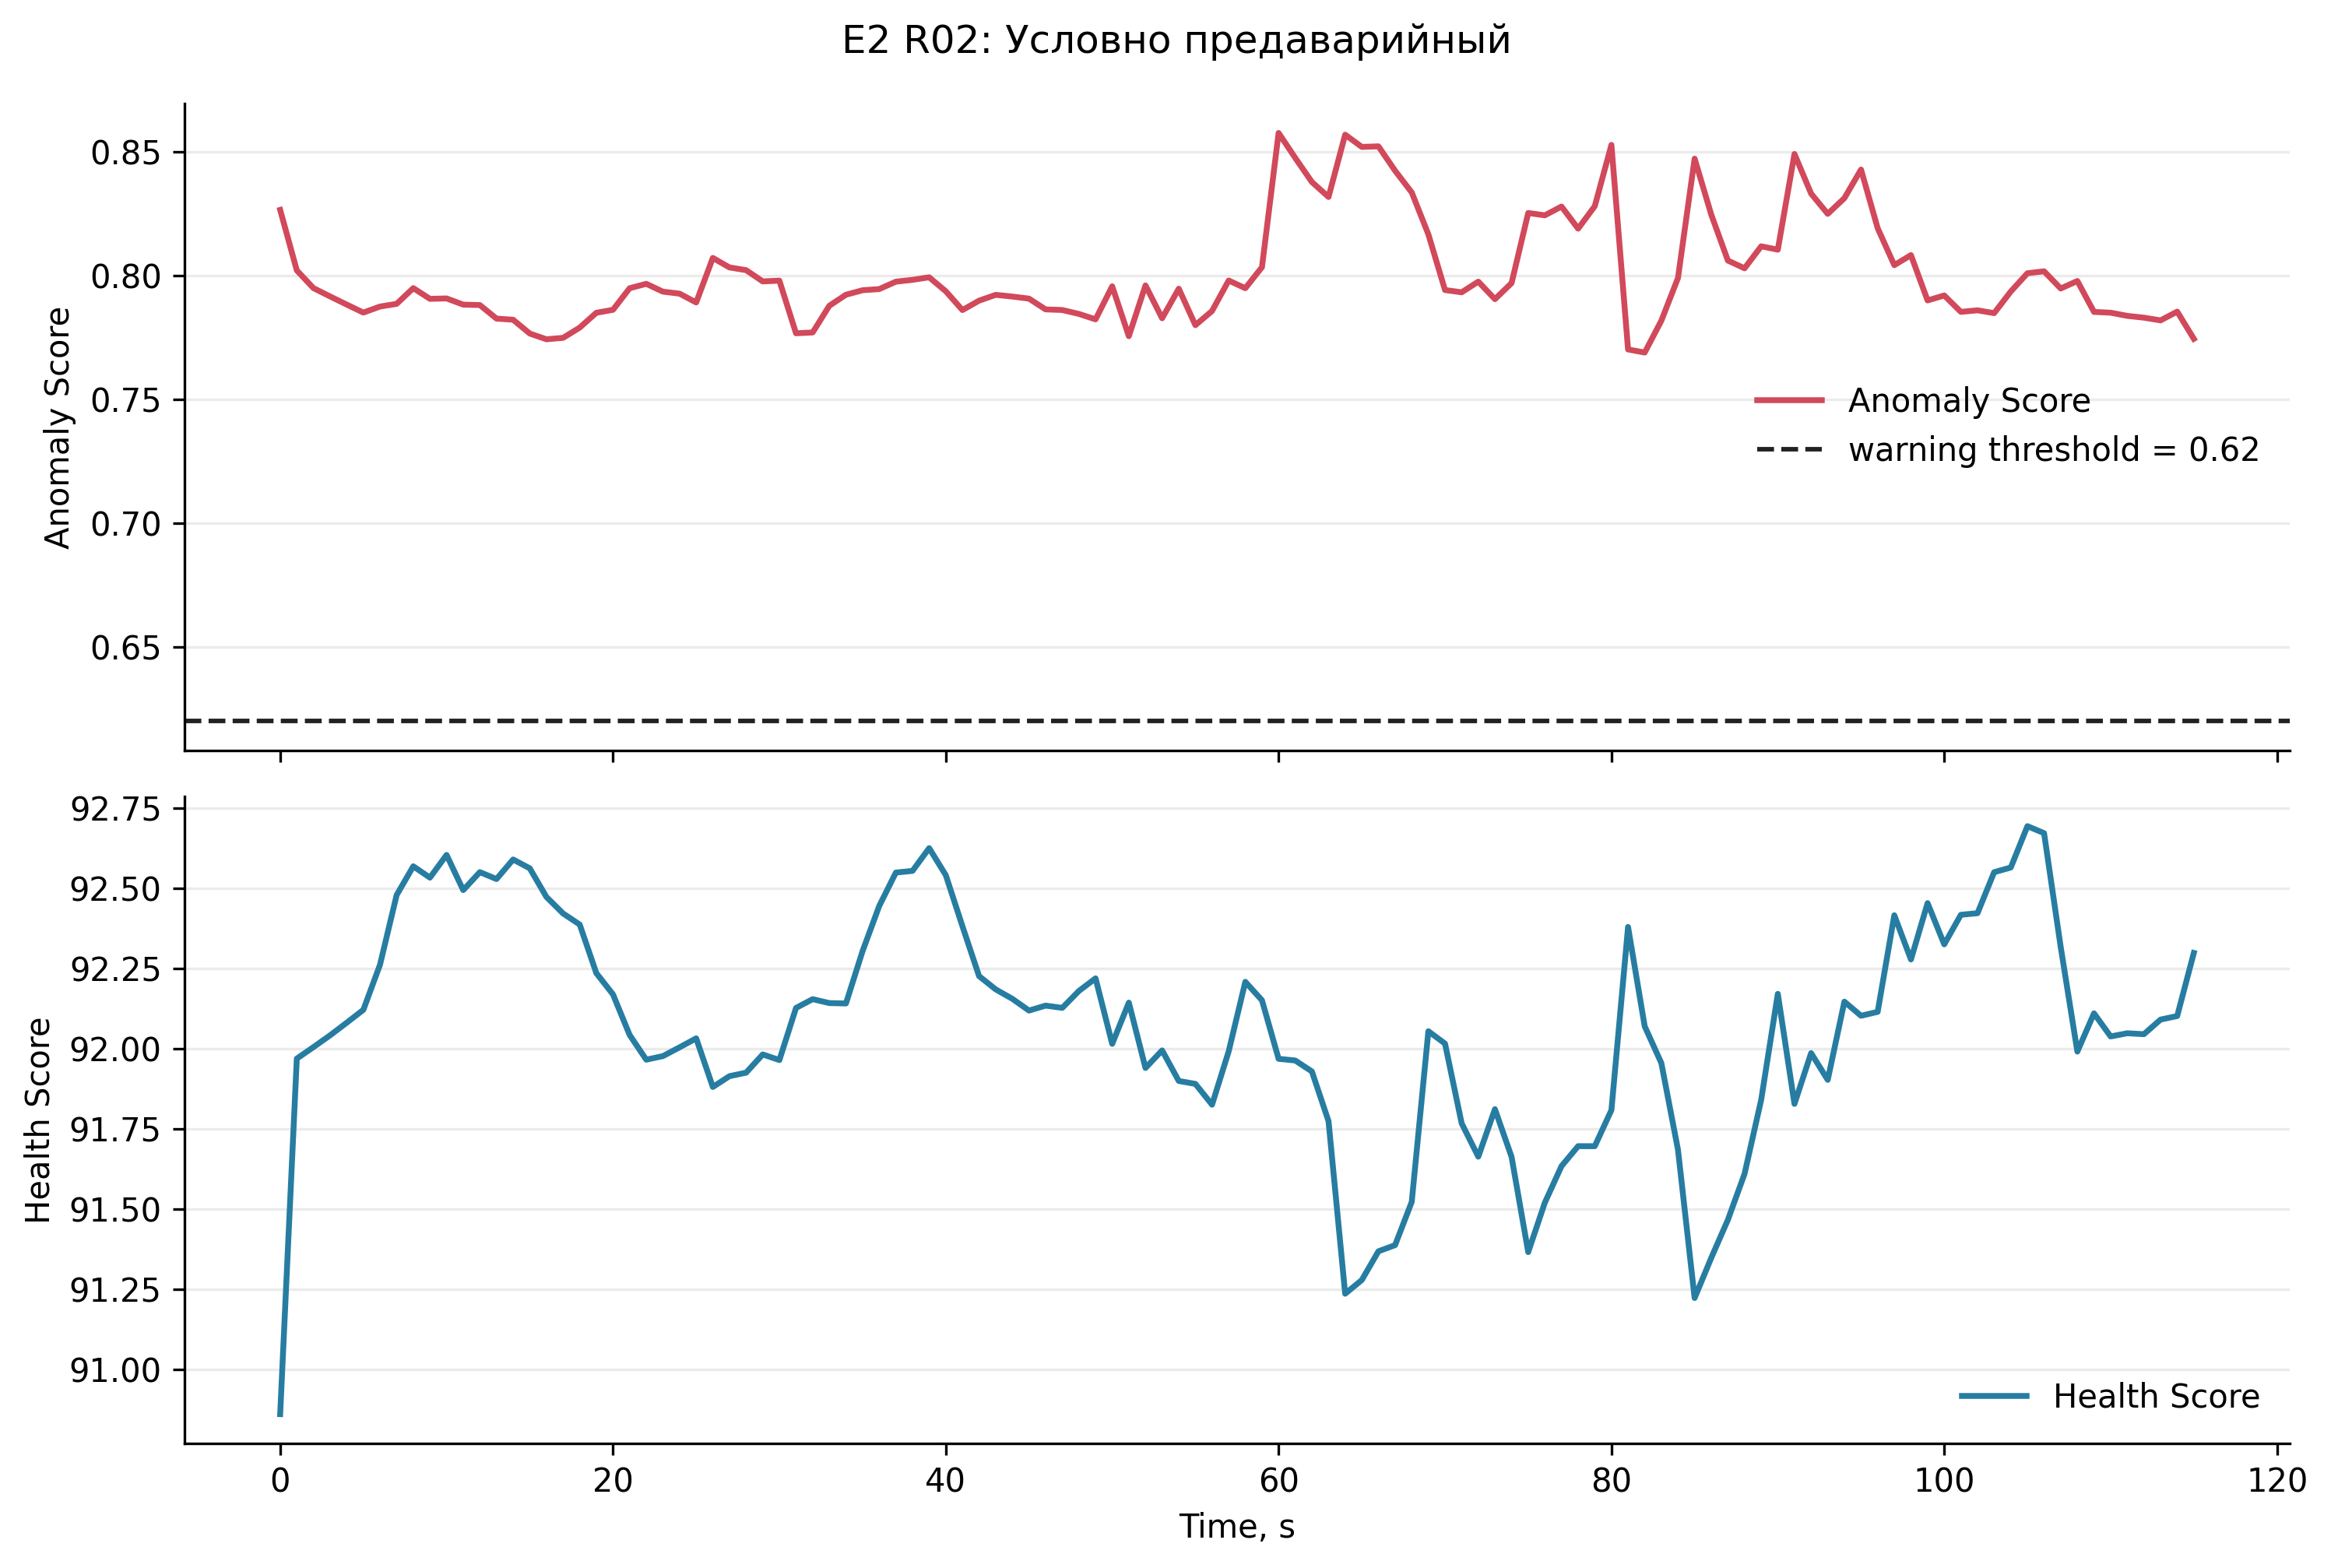 E2 R02: Условно предаварийный
Anomaly Score
0.85
0.80
0.75
0.70
0.65
Anomaly Score
warning threshold = 0.62
Health Score
92.75
92.50
92.25
92.00
91.75
91.50
91.25
91.00
Health Score
0 20 40 60 80 100 120
Time, s